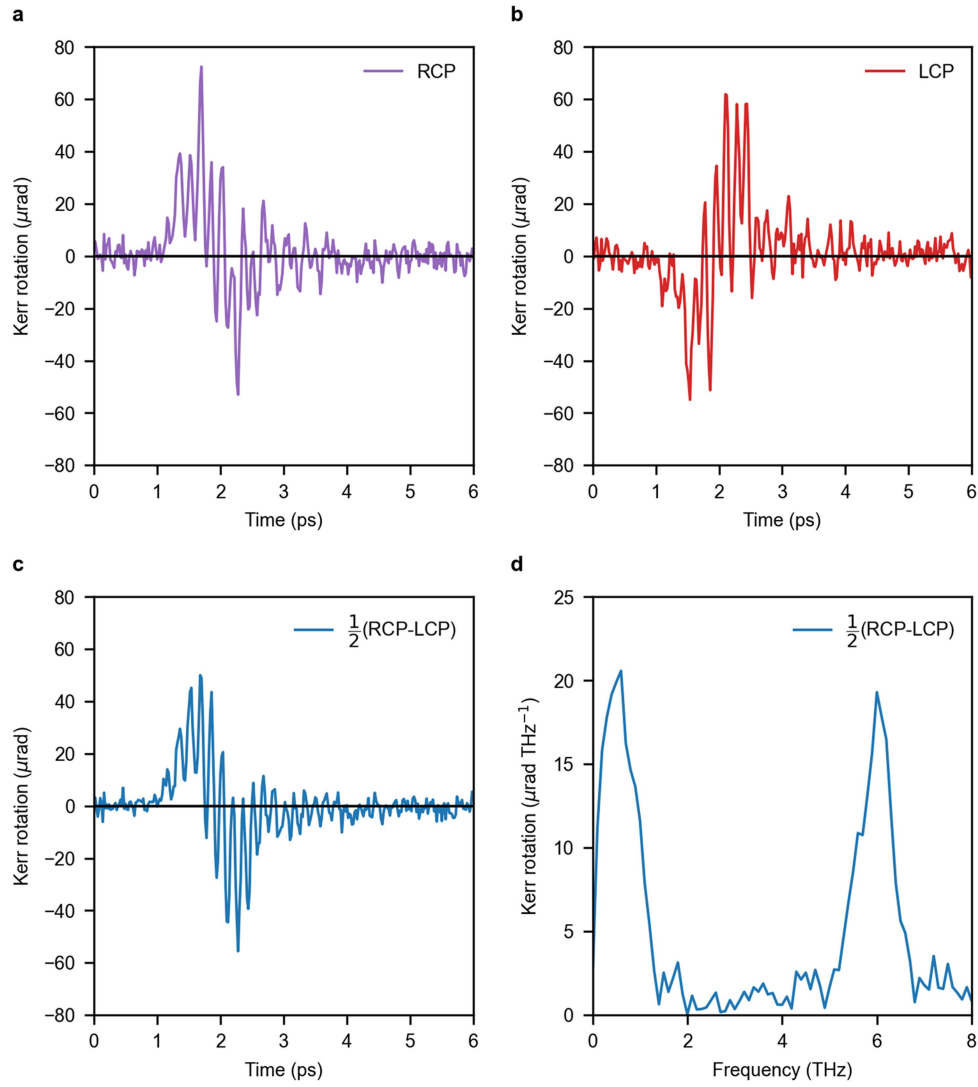 a
80
60
40
20
0
−20
−40
−60
−80
Kerr rotation (μrad)
RCP
0 1 2 3 4 5 6
Time (ps)
b
80
60
40
20
0
−20
−40
−60
−80
Kerr rotation (μrad)
LCP
0 1 2 3 4 5 6
Time (ps)
c
80
60
40
20
0
−20
−40
−60
−80
Kerr rotation (μrad)
½(RCP-LCP)
0 1 2 3 4 5 6
Time (ps)
d
25
20
15
10
5
0
Kerr rotation (μrad THz⁻¹)
½(RCP-LCP)
0 2 4 6 8
Frequency (THz)